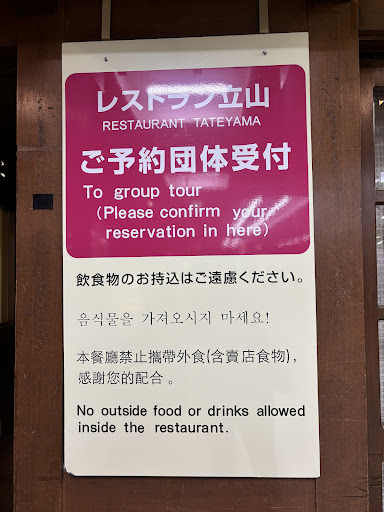 レストラン立山
RESTAURANT TATEYAMA
ご予約団体受付
To group tour
(Please confirm your
reservation in here)
飲食物のお持込はご遠慮ください。
음식물을 가져오시지 마세요!
本餐廳禁止攜帶外食(含賣店食物),
感謝您的配合。
No outside food or drinks allowed
inside the restaurant.